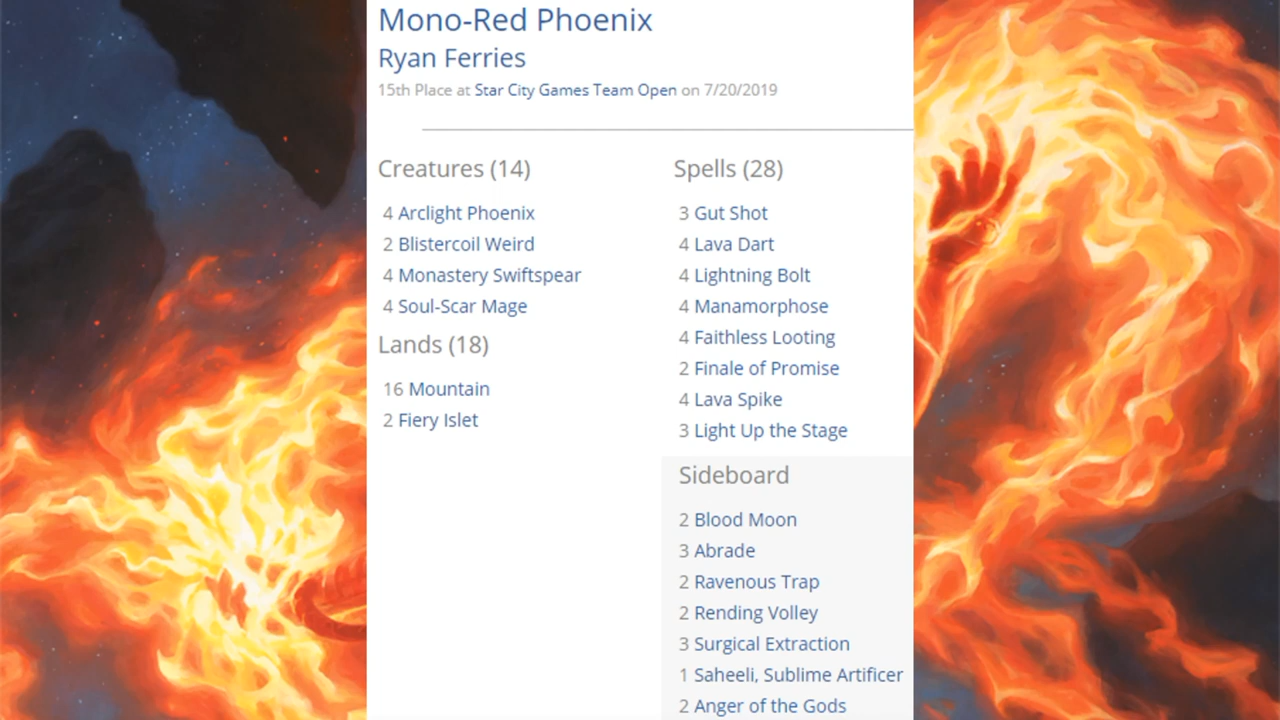 Mono-Red Phoenix
Ryan Ferries
15th Place at Star City Games Team Open on 7/20/2019
Creatures (14)
4 Arclight Phoenix
2 Blistercoil Weird
4 Monastery Swiftspear
4 Soul-Scar Mage
Lands (18)
16 Mountain
2 Fiery Islet
Spells (28)
3 Gut Shot
4 Lava Dart
4 Lightning Bolt
4 Manamorphose
4 Faithless Looting
2 Finale of Promise
4 Lava Spike
3 Light Up the Stage
Sideboard
2 Blood Moon
3 Abrade
2 Ravenous Trap
2 Rending Volley
3 Surgical Extraction
1 Saheeli, Sublime Artificer
2 Anger of the Gods